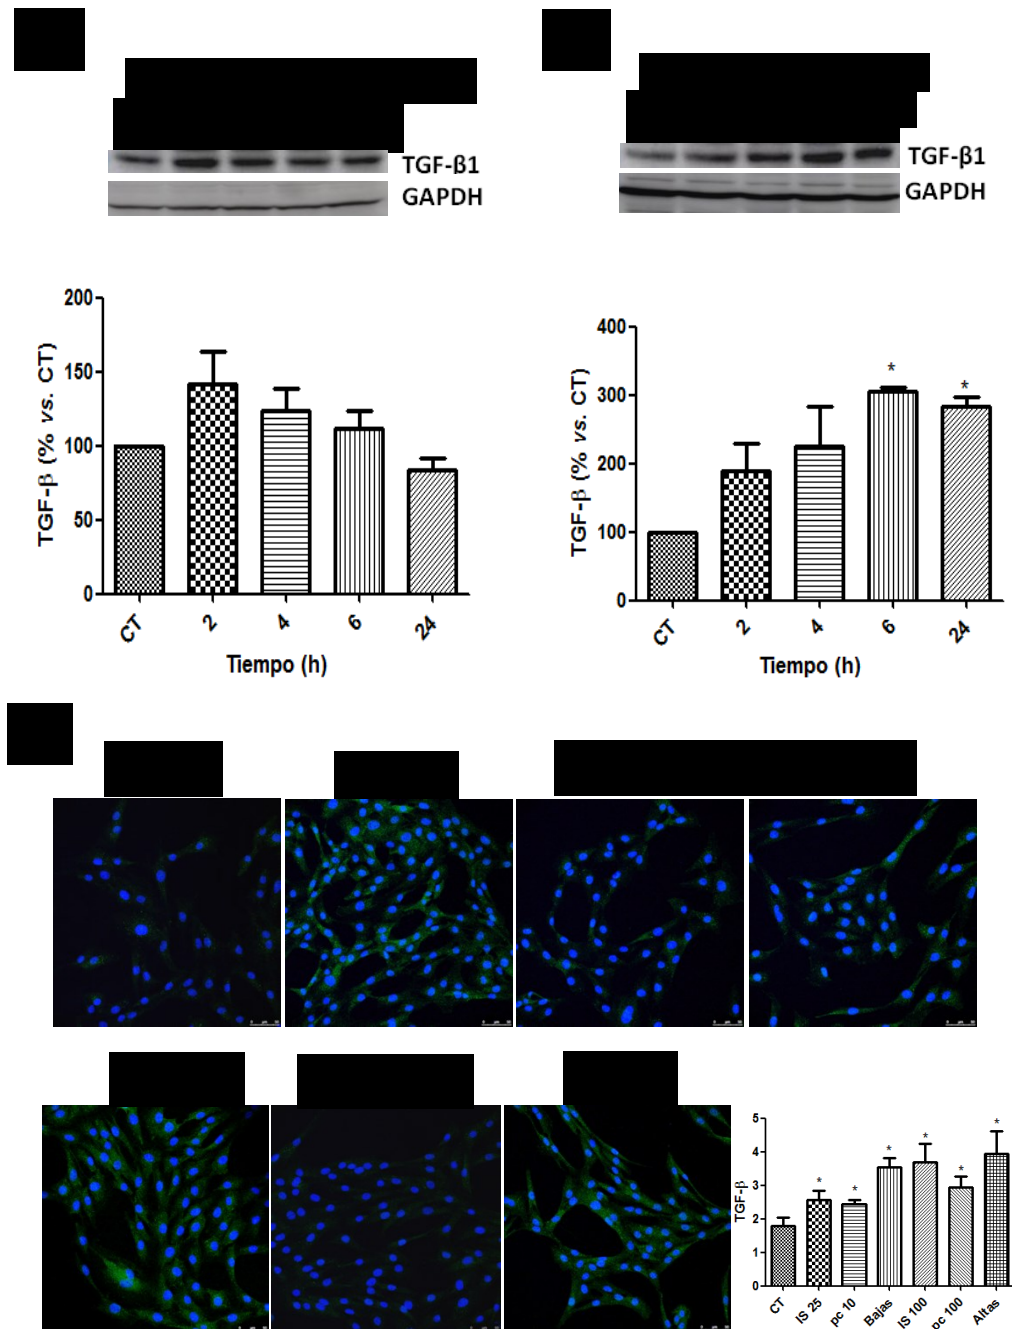 TGF-β1
GAPDH
TGF-β1
GAPDH
TGF-β (% vs. CT)
200
150
100
50
0
CT
2
4
6
24
Tiempo (h)
TGF-β (% vs. CT)
400
300
200
100
0
*
*
CT
2
4
6
24
Tiempo (h)
TGF-β
5
4
3
2
1
0
*
*
*
*
*
*
CT
IS 25
pc 10
Bajas
IS 100
pc 100
Altas